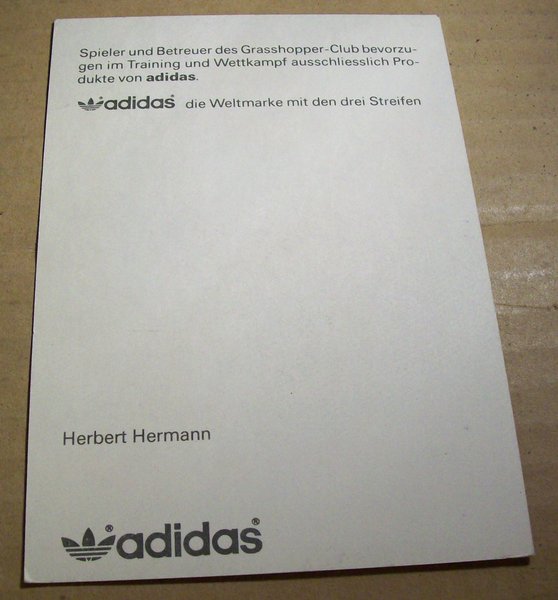 Spieler und Betreuer des Grasshopper-Club bevorzu-
gen im Training und Wettkampf ausschliesslich Pro-
dukte von adidas.
adidas® die Weltmarke mit den drei Streifen
Herbert Hermann
®adidas®